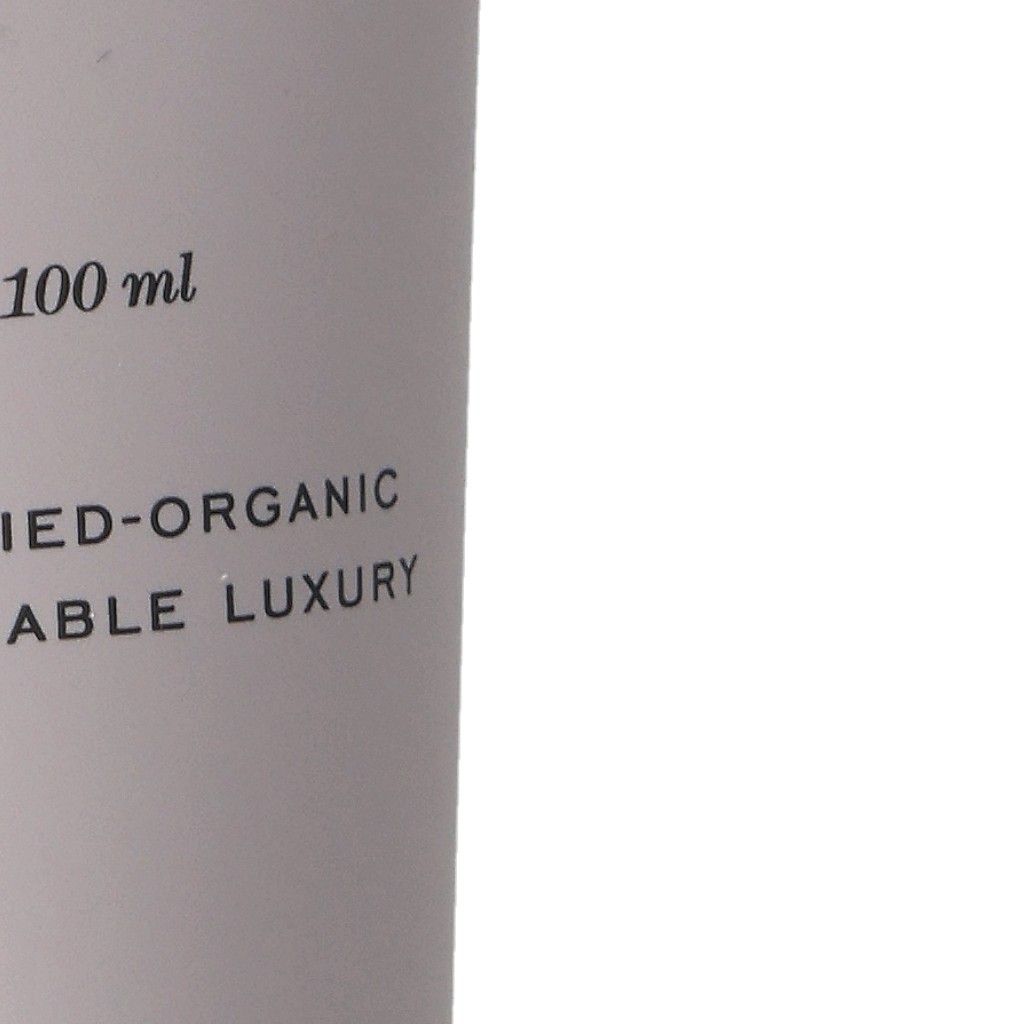 100 ml
IED-ORGANIC
ABLE LUXURY